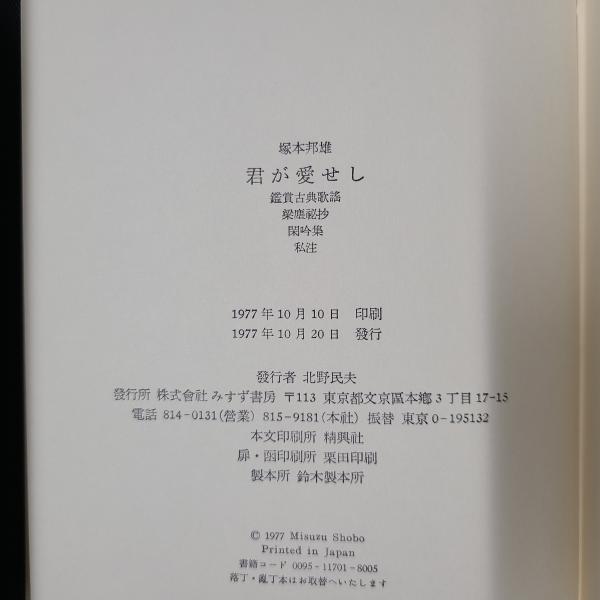 塚本邦雄
君が愛せし
鑑賞古典歌謠
梁塵祕抄
閑吟集
私注
1977年10月10日 印刷
1977年10月20日 發行
發行者 北野民夫
發行所 株式會社 みすず書房 〒113 東京都文京區本鄕3丁目17-15
電話 814-0131(営業) 815-9181(本社) 振替 東京0-195132
本文印刷所 精興社
扉・函印刷所 栗田印刷
製本所 鈴木製本所
© 1977 Misuzu Shobo
Printed in Japan
書籍コード 0095-11701-8005
落丁・亂丁本はお取替へいたします